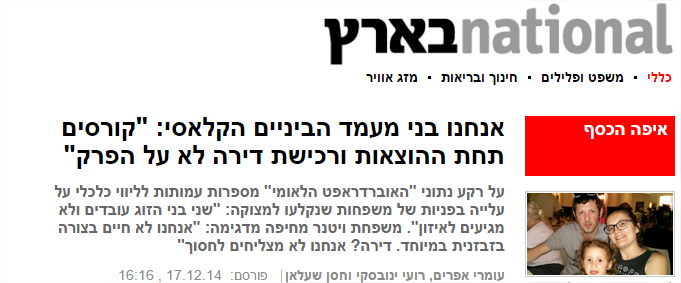 בארץnational
כללי • משפט ופלילים • חינוך ובריאות • מזג אוויר
איפה הכסף
אנחנו בני מעמד הביניים הקלאסי: "קורסים
תחת ההוצאות ורכישת דירה לא על הפרק"
על רקע נתוני "האוברדראפט הלאומי" מספרות עמותות לליווי כלכלי על
עלייה בפניות של משפחות שנקלעו למצוקה: "שני בני הזוג עובדים ולא
מגיעים לאיזון". משפחת ויטנר מחיפה מדגימה: "אנחנו לא חיים בצורה
בזבזנית במיוחד. דירה? אנחנו לא מצליחים לחסוך"
עומרי אפרים, רועי ינובסקי וחסן שעלאן | פורסם: 17.12.14 , 16:16